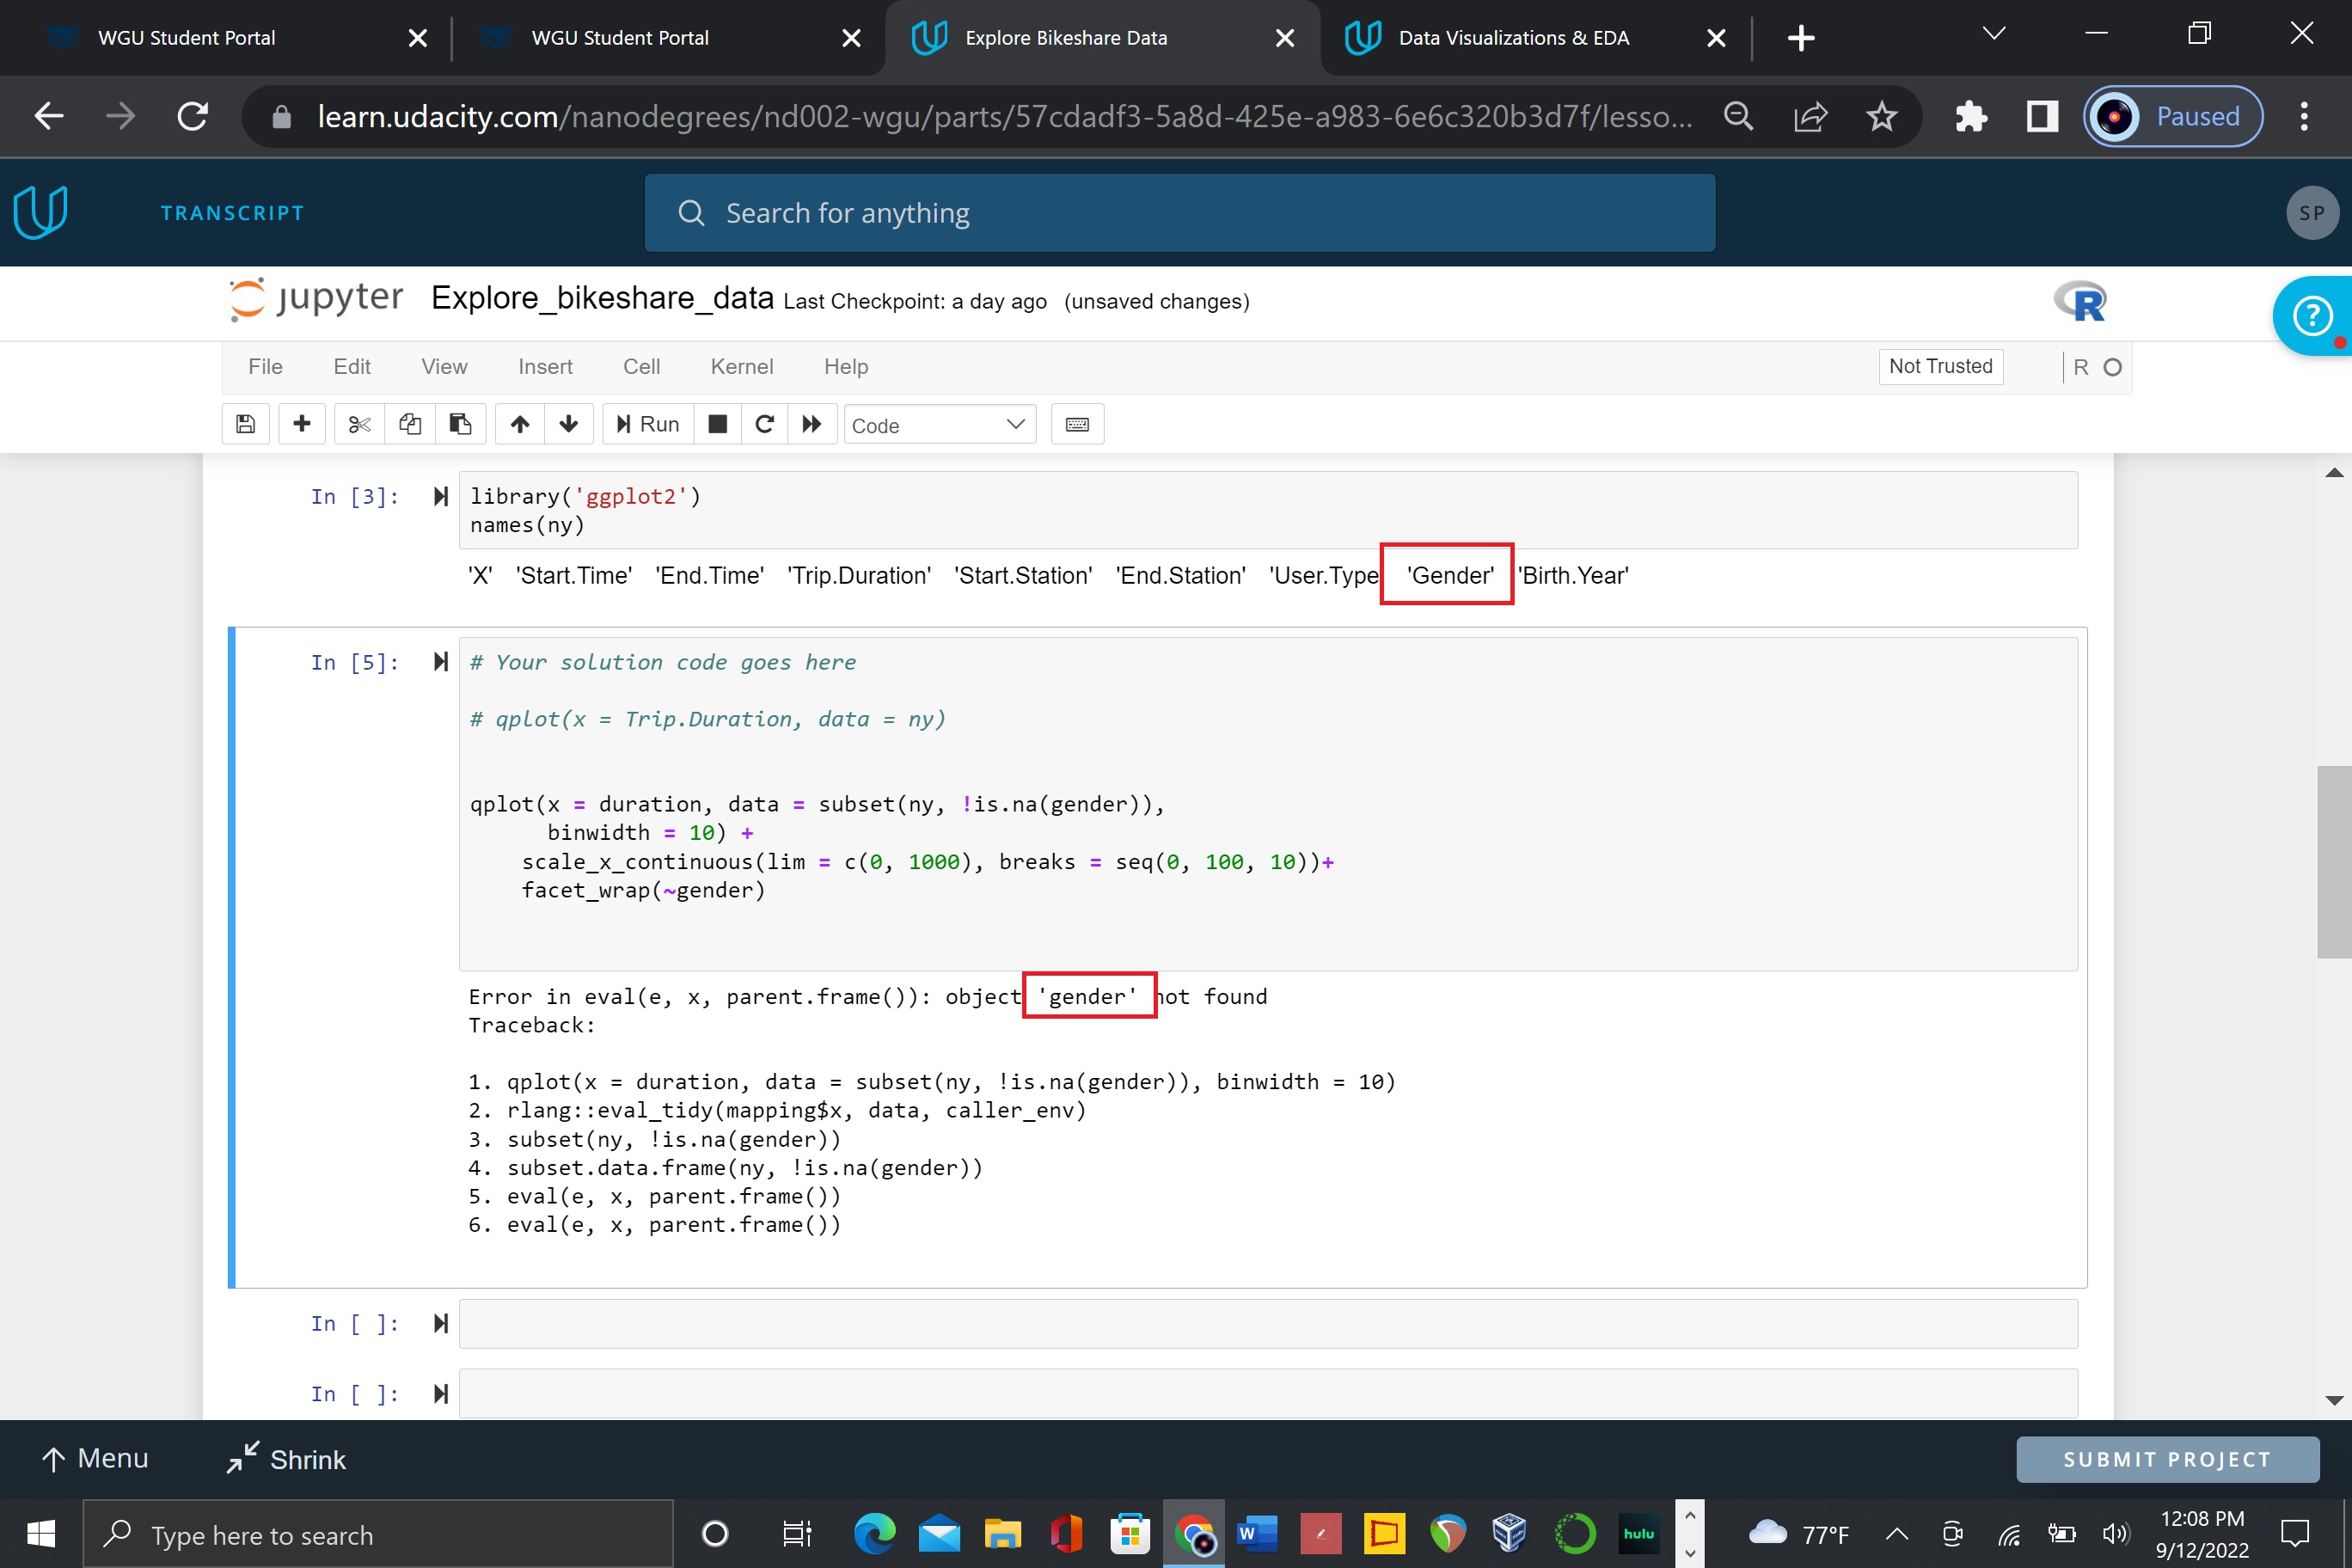 WGU Student Portal
WGU Student Portal
Explore Bikeshare Data
Data Visualizations & EDA
learn.udacity.com/nanodegrees/nd002-wgu/parts/57cdadf3-5a8d-425e-a983-6e6c320b3d7f/lesso...
Paused
TRANSCRIPT
Search for anything
SP
jupyter Explore_bikeshare_data Last Checkpoint: a day ago (unsaved changes)
R
?
File Edit View Insert Cell Kernel Help
Not Trusted
R
Run
Code
In [3]:
library('ggplot2')
names(ny)
'X' 'Start.Time' 'End.Time' 'Trip.Duration' 'Start.Station' 'End.Station' 'User.Type 'Gender' 'Birth.Year'
In [5]:
# Your solution code goes here
# qplot(x = Trip.Duration, data = ny)
qplot(x = duration, data = subset(ny, !is.na(gender)),
binwidth = 10) +
scale_x_continuous(lim = c(0, 1000), breaks = seq(0, 100, 10))+
facet_wrap(~gender)
Error in eval(e, x, parent.frame()): object 'gender' not found
Traceback:
1. qplot(x = duration, data = subset(ny, !is.na(gender)), binwidth = 10)
2. rlang::eval_tidy(mapping$x, data, caller_env)
3. subset(ny, !is.na(gender))
4. subset.data.frame(ny, !is.na(gender))
5. eval(e, x, parent.frame())
6. eval(e, x, parent.frame())
In [ ]:
In [ ]:
Menu
Shrink
SUBMIT PROJECT
Type here to search
W
hulu
77°F
12:08 PM
9/12/2022